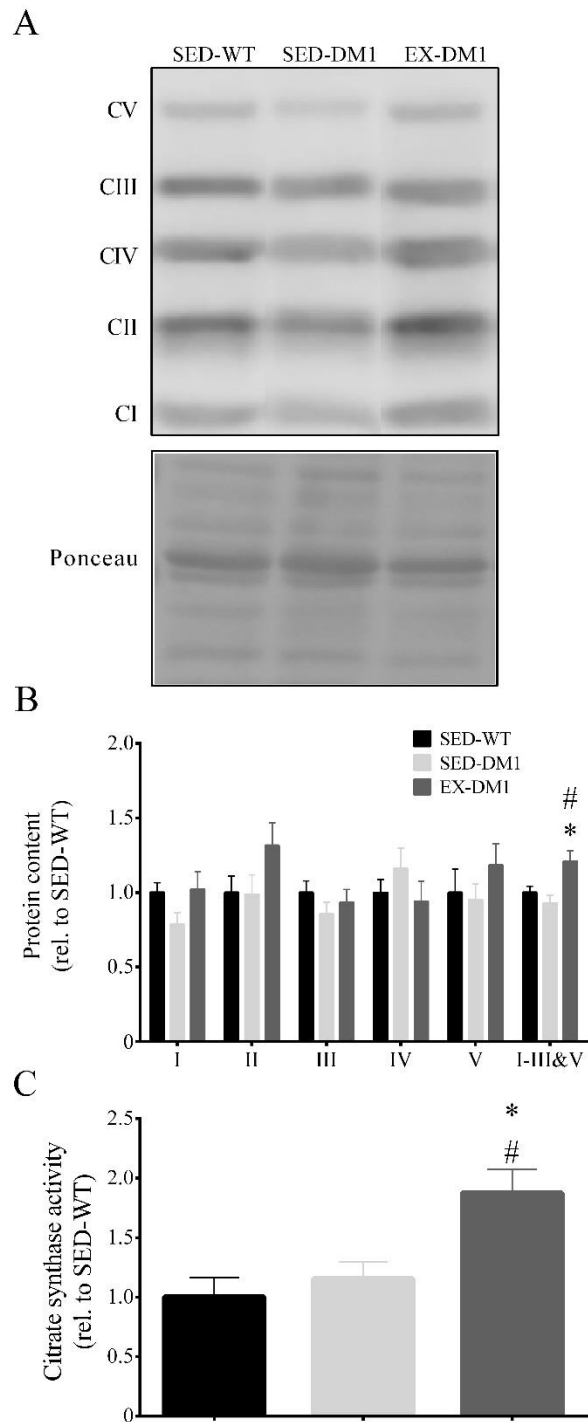 A
SED-WT SED-DM1 EX-DM1
CV
CIII
CIV
CII
CI
Ponceau
B
Protein content
(rel. to SED-WT)
2.0
1.5
1.0
0.5
0
SED-WT
SED-DM1
EX-DM1
#
*
I II III IV V I-III&V
C
Citrate synthase activity
(rel. to SED-WT)
2.5
2.0
1.5
1.0
0.5
0
*
#